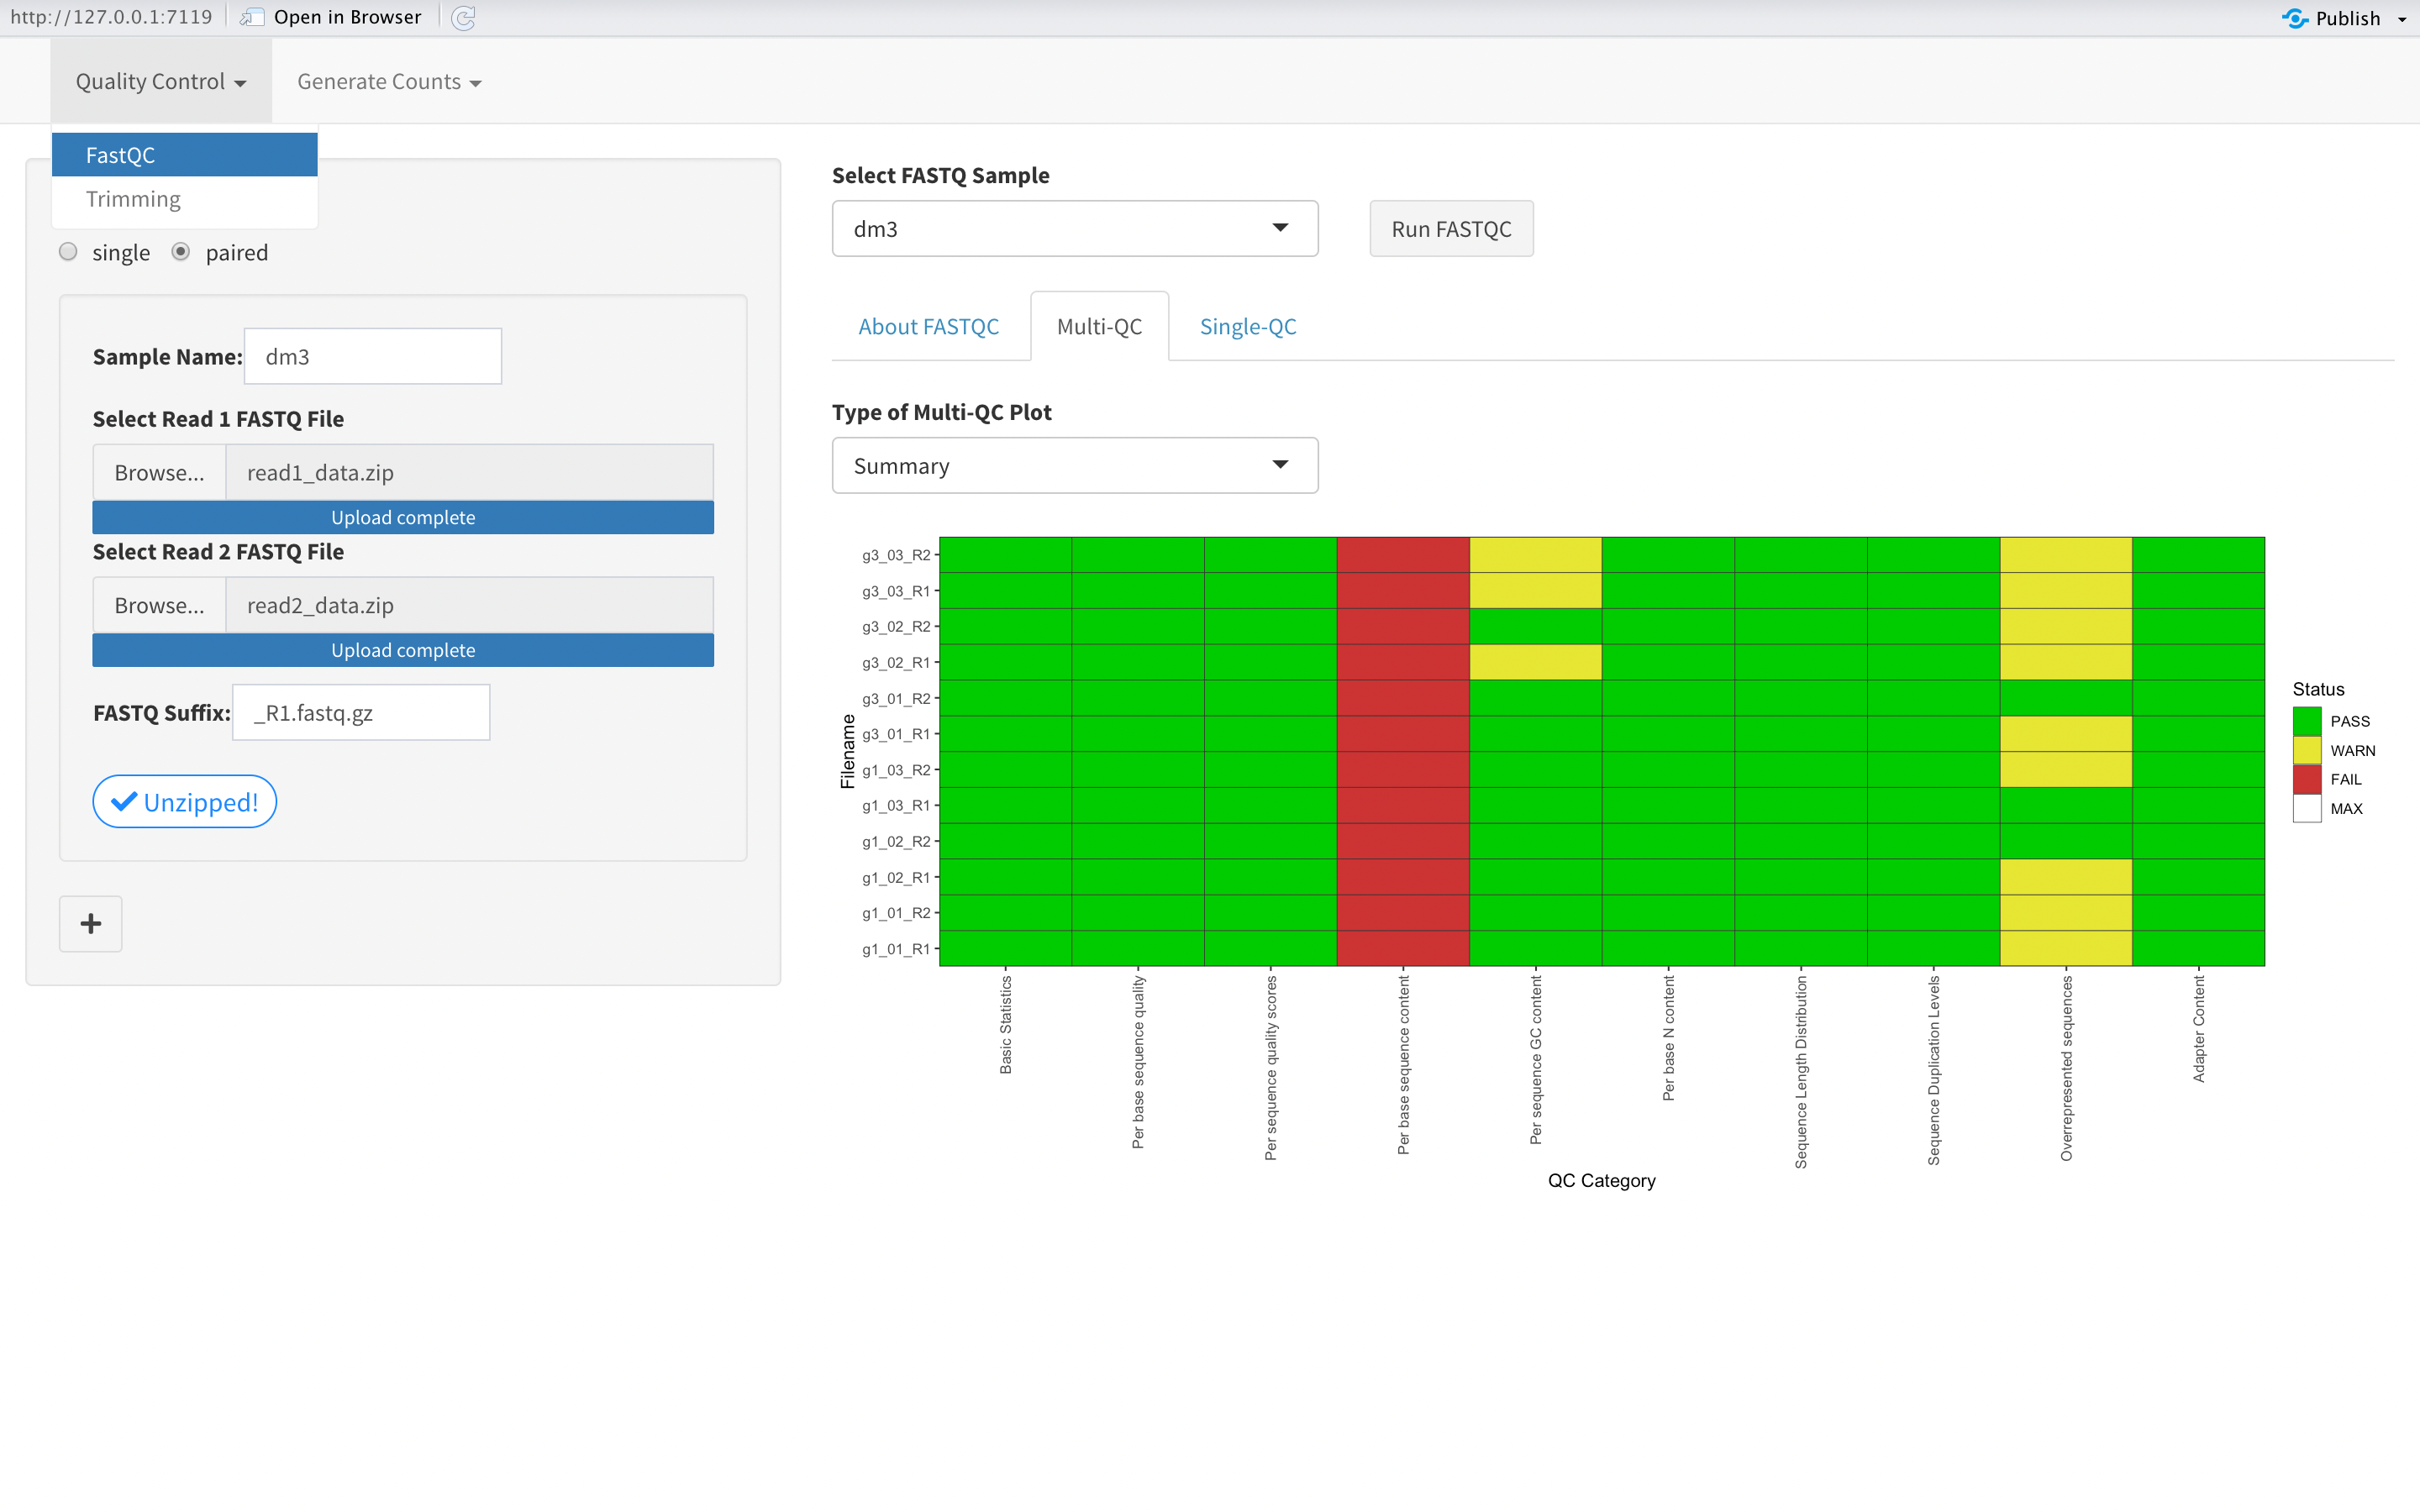 http://127.0.0.1:7119 Open in Browser Publish
Quality Control Generate Counts
FastQC
Trimming
single paired
Sample Name: dm3
Select Read 1 FASTQ File
Browse... read1_data.zip
Upload complete
Select Read 2 FASTQ File
Browse... read2_data.zip
Upload complete
FASTQ Suffix: _R1.fastq.gz
Unzipped!
+
Select FASTQ Sample
dm3 Run FASTQC
About FASTQC Multi-QC Single-QC
Type of Multi-QC Plot
Summary
Filename
g3_03_R2
g3_03_R1
g3_02_R2
g3_02_R1
g3_01_R2
g3_01_R1
g1_03_R2
g1_03_R1
g1_02_R2
g1_02_R1
g1_01_R2
g1_01_R1
Basic Statistics
Per base sequence quality
Per sequence quality scores
Per base sequence content
Per sequence GC content
Per base N content
Sequence Length Distribution
Sequence Duplication Levels
Overrepresented sequences
Adapter Content
QC Category
Status
PASS
WARN
FAIL
MAX